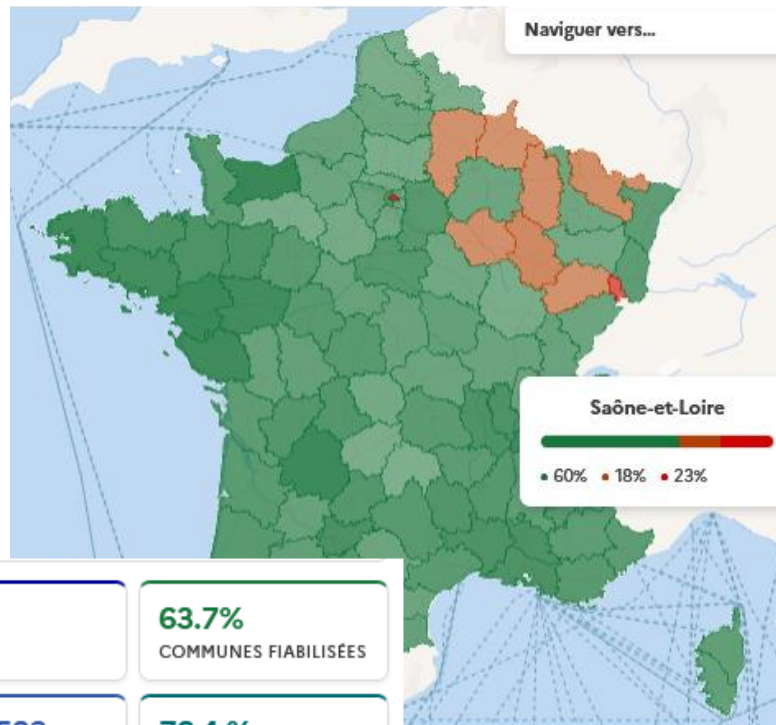 Naviguer vers...
Saône-et-Loire
60% 18% 23%
63.7%
COMMUNES FIABILISÉES